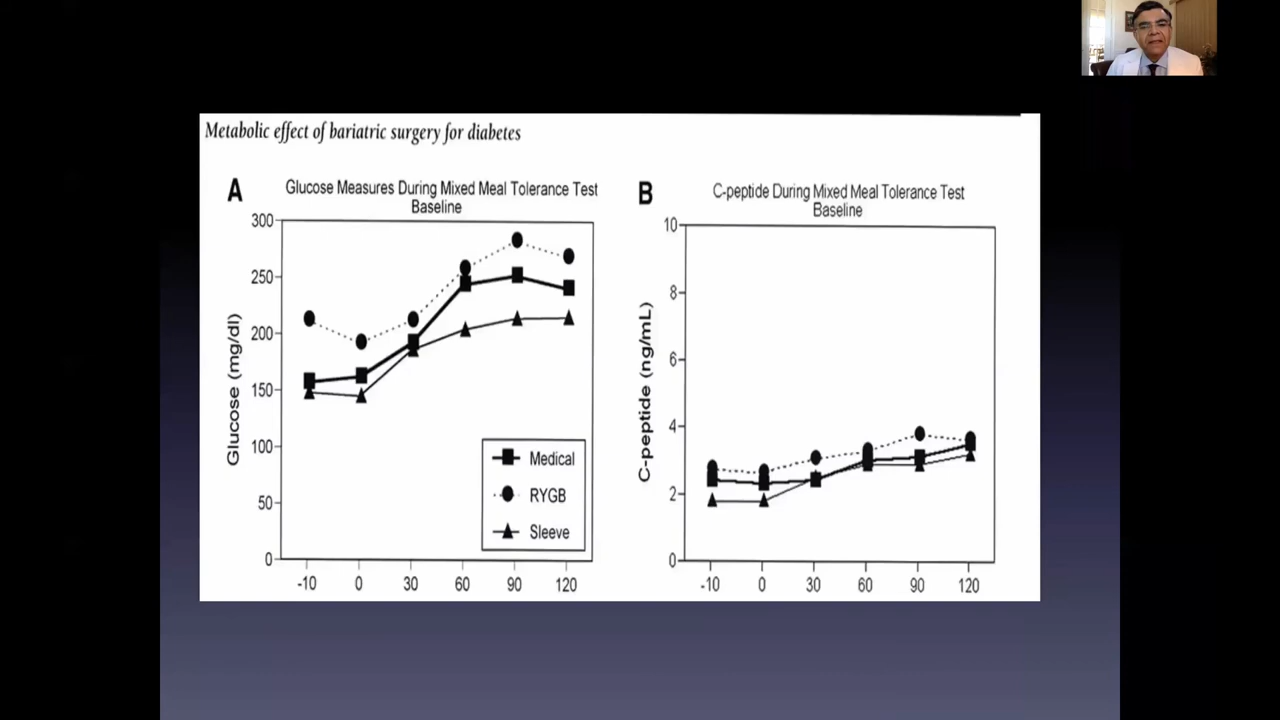 Metabolic effect of bariatric surgery for diabetes
A
Glucose Measures During Mixed Meal Tolerance Test
Baseline
300
250
200
150
100
50
0
Glucose (mg/dl)
Medical
RYGB
Sleeve
-10 0 30 60 90 120
B
C-peptide During Mixed Meal Tolerance Test
Baseline
10
8
6
4
2
0
C-peptide (ng/mL)
-10 0 30 60 90 120